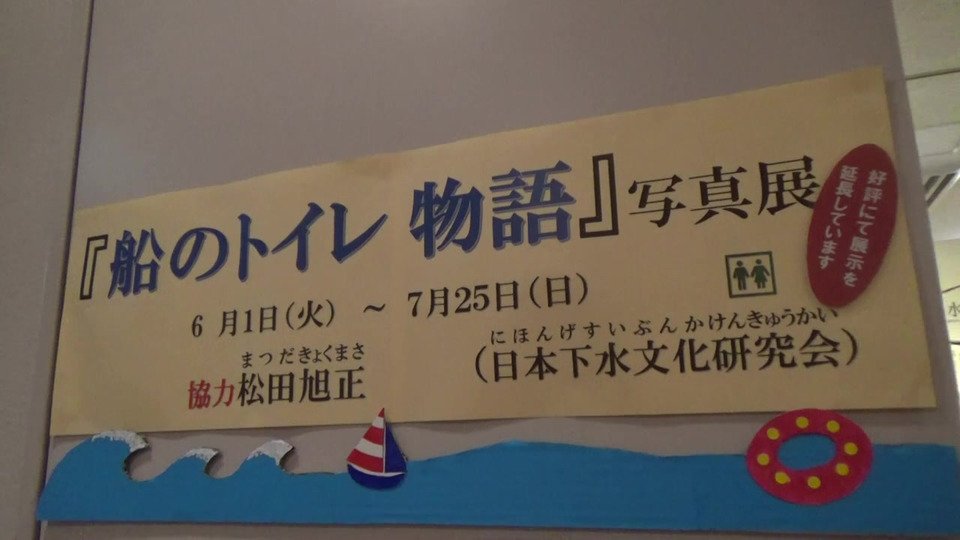 『船のトイレ 物語』写真展
好評にて展示を
延長しています
6月1日(火) ~ 7月25日(日)
まつだきょくまさ
協力松田旭正
にほんげすいぶんかけんきゅうかい
(日本下水文化研究会)
水